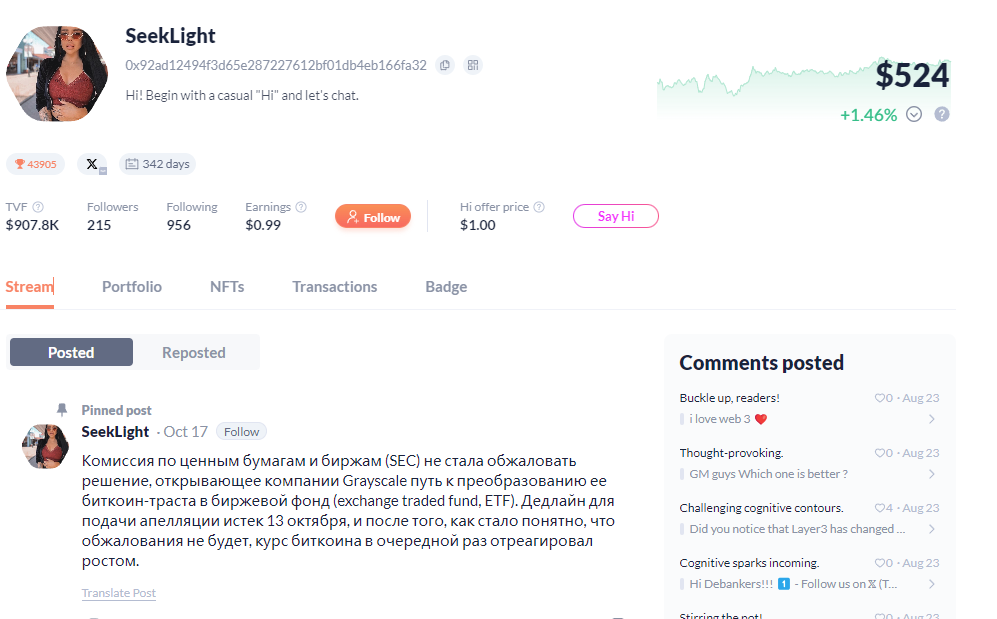 SeekLight
0x92ad12494f3d65e287227612bf01db4eb166fa32
Hi! Begin with a casual "Hi" and let's chat.
$524
+1.46%
43905
X
342 days
TVF
$907.8K
Followers
215
Following
956
Earnings
$0.99
Follow
Hi offer price
$1.00
Say Hi
Stream
Portfolio
NFTs
Transactions
Badge
Posted
Reposted
Pinned post
SeekLight · Oct 17 Follow
Комиссия по ценным бумагам и биржам (SEC) не стала обжаловать
решение, открывающее компании Grayscale путь к преобразованию ее
биткоин-траста в биржевой фонд (exchange traded fund, ETF). Дедлайн для
подачи апелляции истек 13 октября, и после того, как стало понятно, что
обжалования не будет, курс биткоина в очередной раз отреагировал
ростом.
Translate Post
Comments posted
Buckle up, readers! 0 · Aug 23
i love web 3 ❤️
Thought-provoking. 0 · Aug 23
GM guys Which one is better ?
Challenging cognitive contours. 4 · Aug 23
Did you notice that Layer3 has changed ...
Cognitive sparks incoming. 0 · Aug 23
Hi Debankers!!! 1️⃣ - Follow us on 𝕏 (T...
Stirring the pot! 0 · Aug 23